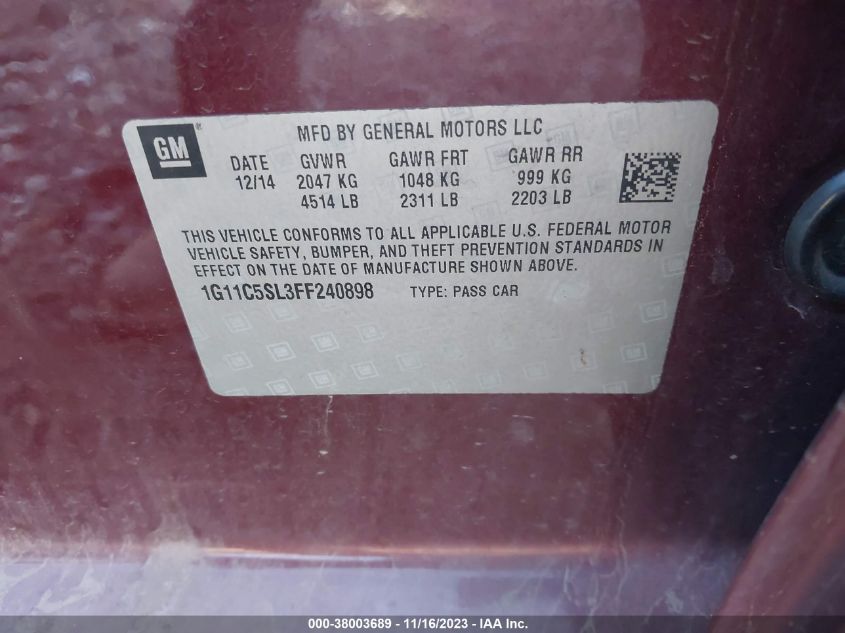 GM ®
MFD BY GENERAL MOTORS LLC
DATE GVWR GAWR FRT GAWR RR
12/14 2047 KG 1048 KG 999 KG
4514 LB 2311 LB 2203 LB
THIS VEHICLE CONFORMS TO ALL APPLICABLE U.S. FEDERAL MOTOR
VEHICLE SAFETY, BUMPER, AND THEFT PREVENTION STANDARDS IN
EFFECT ON THE DATE OF MANUFACTURE SHOWN ABOVE.
1G11C5SL3FF240898 TYPE: PASS CAR
000-38003689 - 11/16/2023 - IAA Inc.